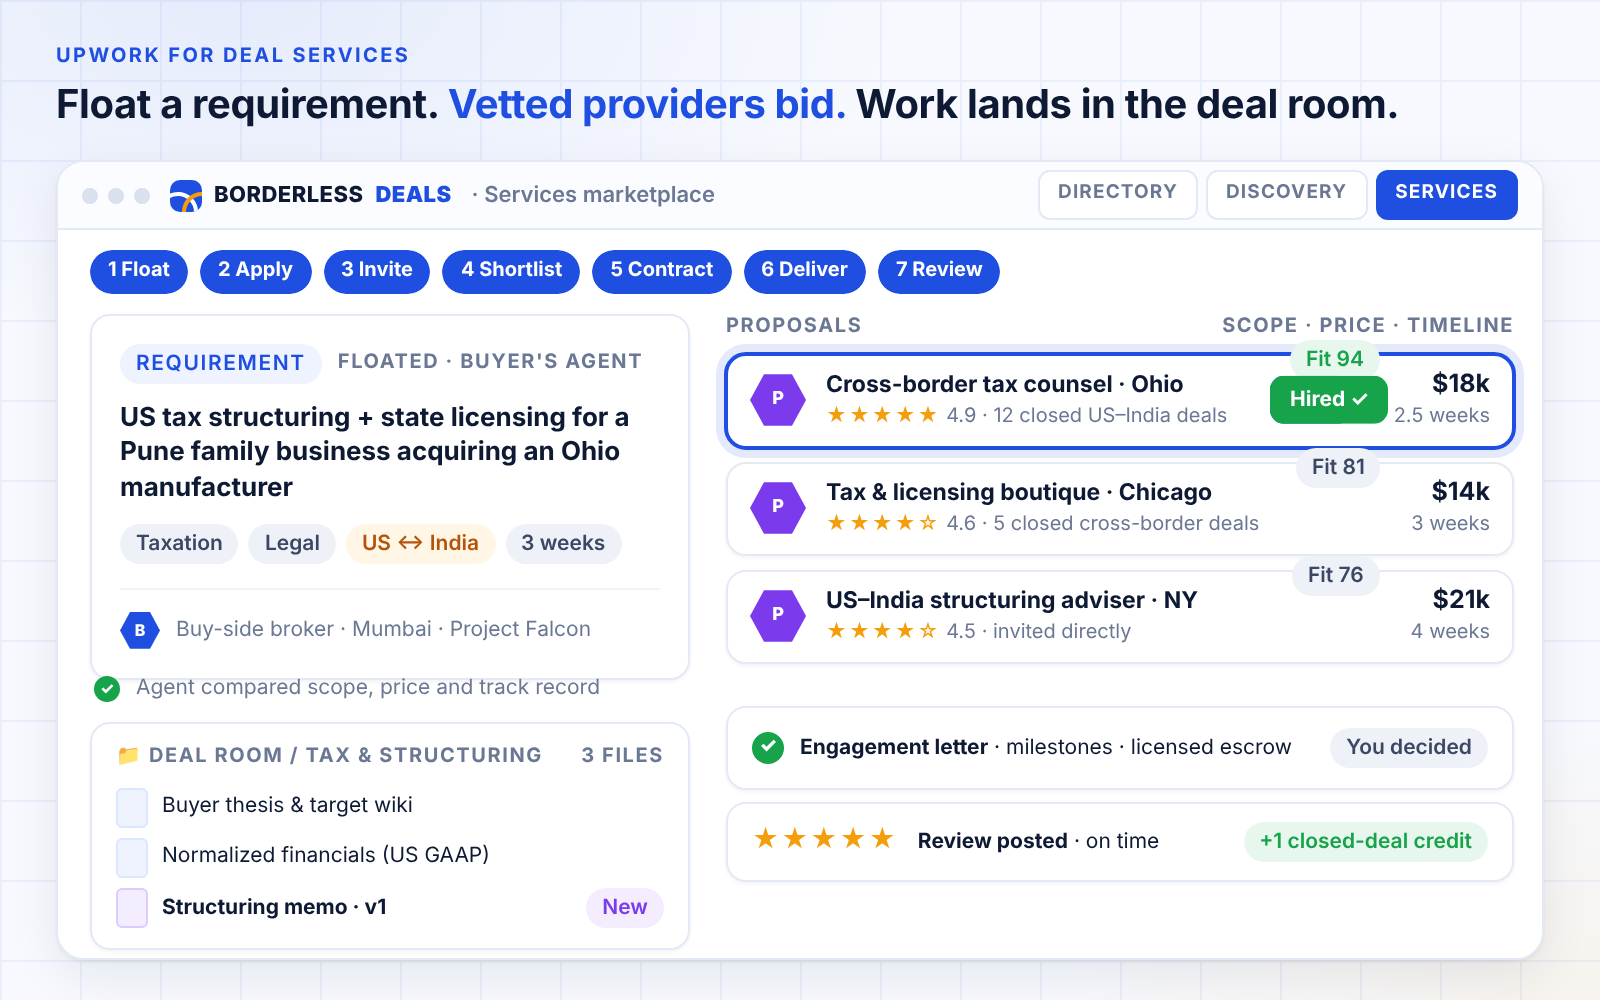 UPWORK FOR DEAL SERVICES
Float a requirement. Vetted providers bid. Work lands in the deal room.
BORDERLESS DEALS · Services marketplace
DIRECTORY
DISCOVERY
SERVICES
1 Float
2 Apply
3 Invite
4 Shortlist
5 Contract
6 Deliver
7 Review
REQUIREMENT
FLOATED · BUYER'S AGENT
US tax structuring + state licensing for a
Pune family business acquiring an Ohio
manufacturer
Taxation
Legal
US ↔ India
3 weeks
B
Buy-side broker · Mumbai · Project Falcon
Agent compared scope, price and track record
📁 DEAL ROOM / TAX & STRUCTURING
3 FILES
Buyer thesis & target wiki
Normalized financials (US GAAP)
Structuring memo · v1
New
PROPOSALS
SCOPE · PRICE · TIMELINE
P
Cross-border tax counsel · Ohio
★★★★★ 4.9 · 12 closed US–India deals
Fit 94
Hired ✓
$18k
2.5 weeks
P
Tax & licensing boutique · Chicago
★★★★☆ 4.6 · 5 closed cross-border deals
Fit 81
$14k
3 weeks
P
US–India structuring adviser · NY
★★★★☆ 4.5 · invited directly
Fit 76
$21k
4 weeks
Engagement letter · milestones · licensed escrow
You decided
★★★★★ Review posted · on time
+1 closed-deal credit